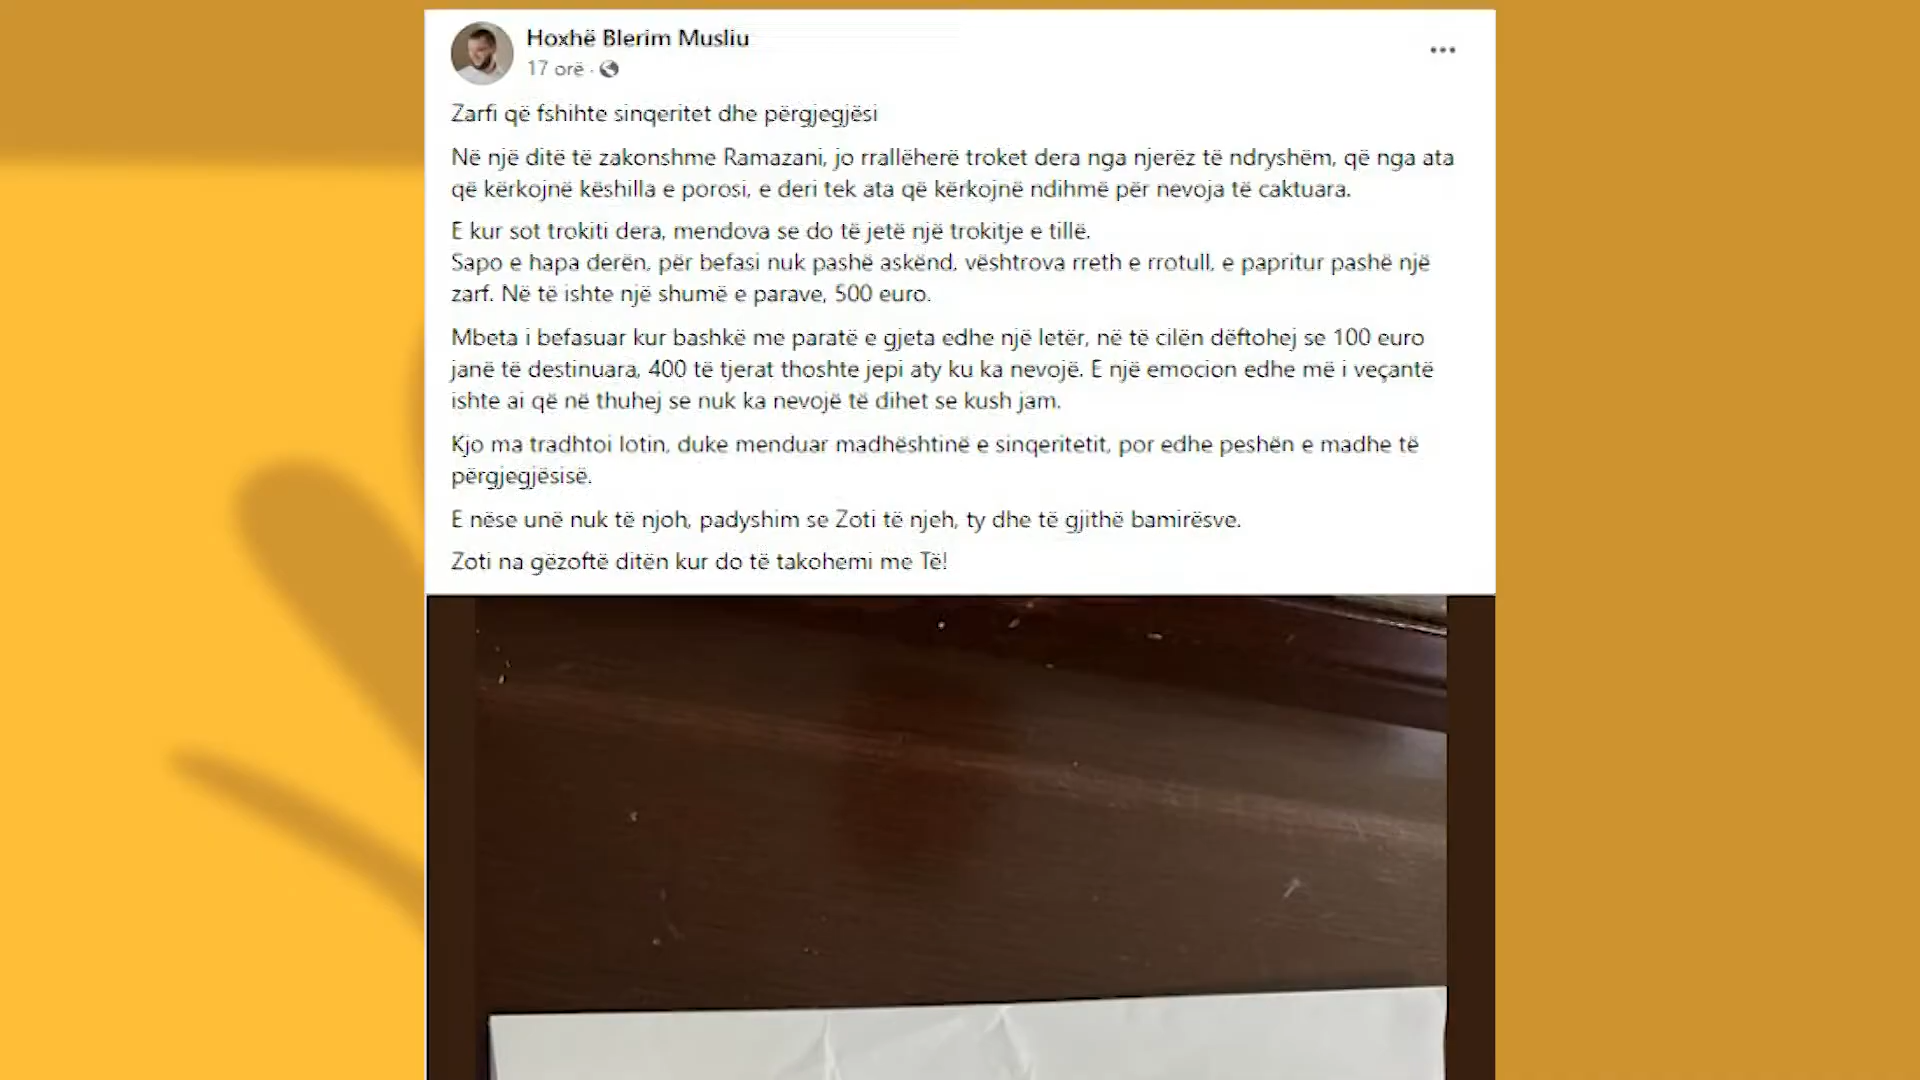 Hoxhë Blerim Musliu
17 orë ·
Zarfi që fshihte sinqeritet dhe përgjegjësi
Në një ditë të zakonshme Ramazani, jo rrallëherë troket dera nga njerëz të ndryshëm, që nga ata
që kërkojnë këshilla e porosi, e deri tek ata që kërkojnë ndihmë për nevoja të caktuara.
E kur sot trokiti dera, mendova se do të jetë një trokitje e tillë.
Sapo e hapa derën, për befasi nuk pashë askënd, vështrova rreth e rrotull, e papritur pashë një
zarf. Në të ishte një shumë e parave, 500 euro.
Mbeta i befasuar kur bashkë me paratë e gjeta edhe një letër, në të cilën dëftohej se 100 euro
janë të destinuara, 400 të tjerat thoshte jepi aty ku ka nevojë. E një emocion edhe më i veçantë
ishte ai që në thuhej se nuk ka nevojë të dihet se kush jam.
Kjo ma tradhtoi lotin, duke menduar madhështinë e sinqeritetit, por edhe peshën e madhe të
përgjegjësisë.
E nëse unë nuk të njoh, padyshim se Zoti të njeh, ty dhe të gjithë bamirësve.
Zoti na gëzoftë ditën kur do të takohemi me Të!